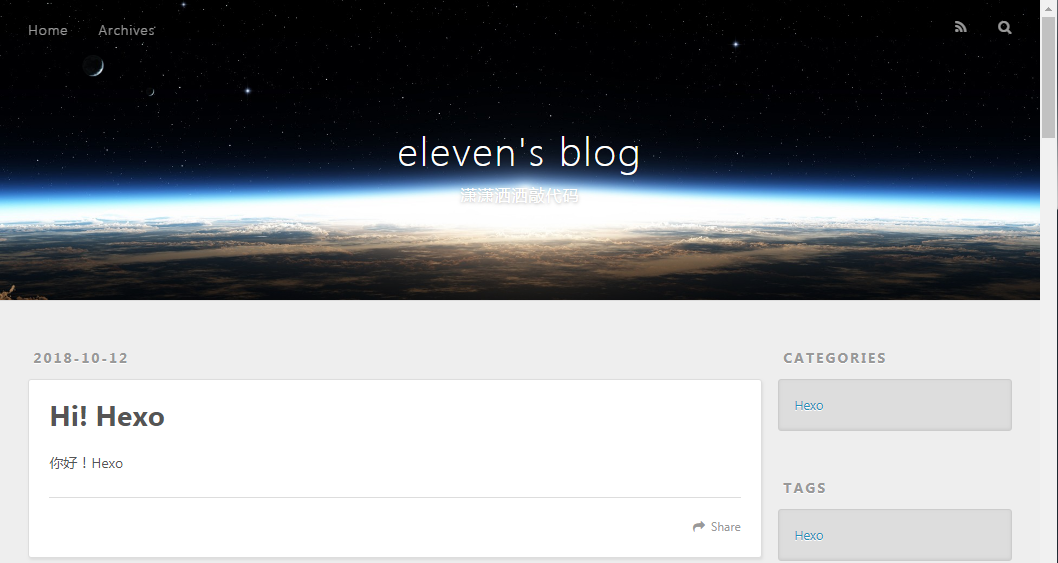 Home Archives
eleven's blog
潇潇洒洒敲代码
2018-10-12
Hi! Hexo
你好！Hexo
Share
CATEGORIES
Hexo
TAGS
Hexo